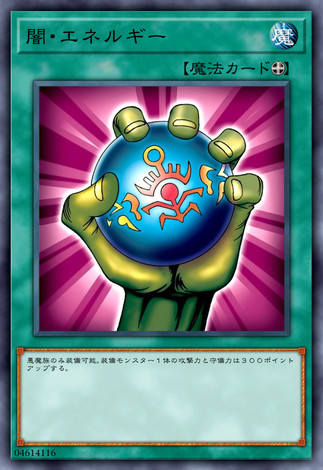 闇・エネルギー
魔
【魔法カード】
悪魔族のみ装備可能。装備モンスター１体の攻撃力と守備力は３００ポイント
アップする。
04614116